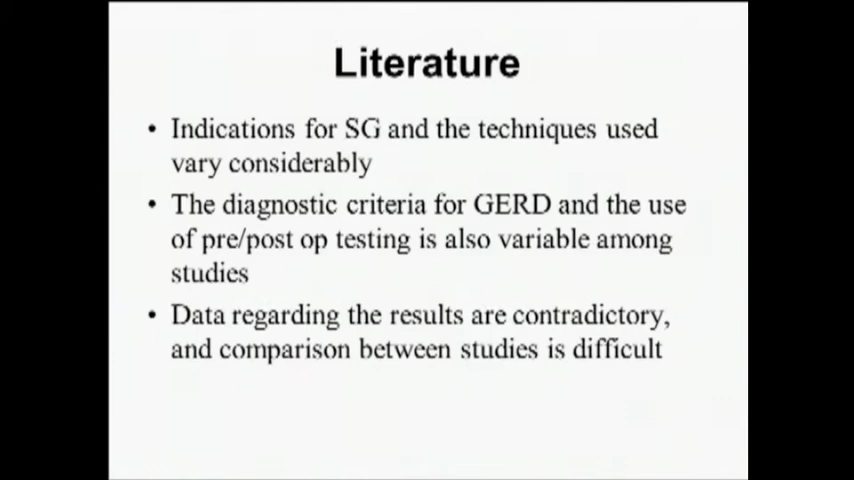 Literature
• Indications for SG and the techniques used
vary considerably
• The diagnostic criteria for GERD and the use
of pre/post op testing is also variable among
studies
• Data regarding the results are contradictory,
and comparison between studies is difficult